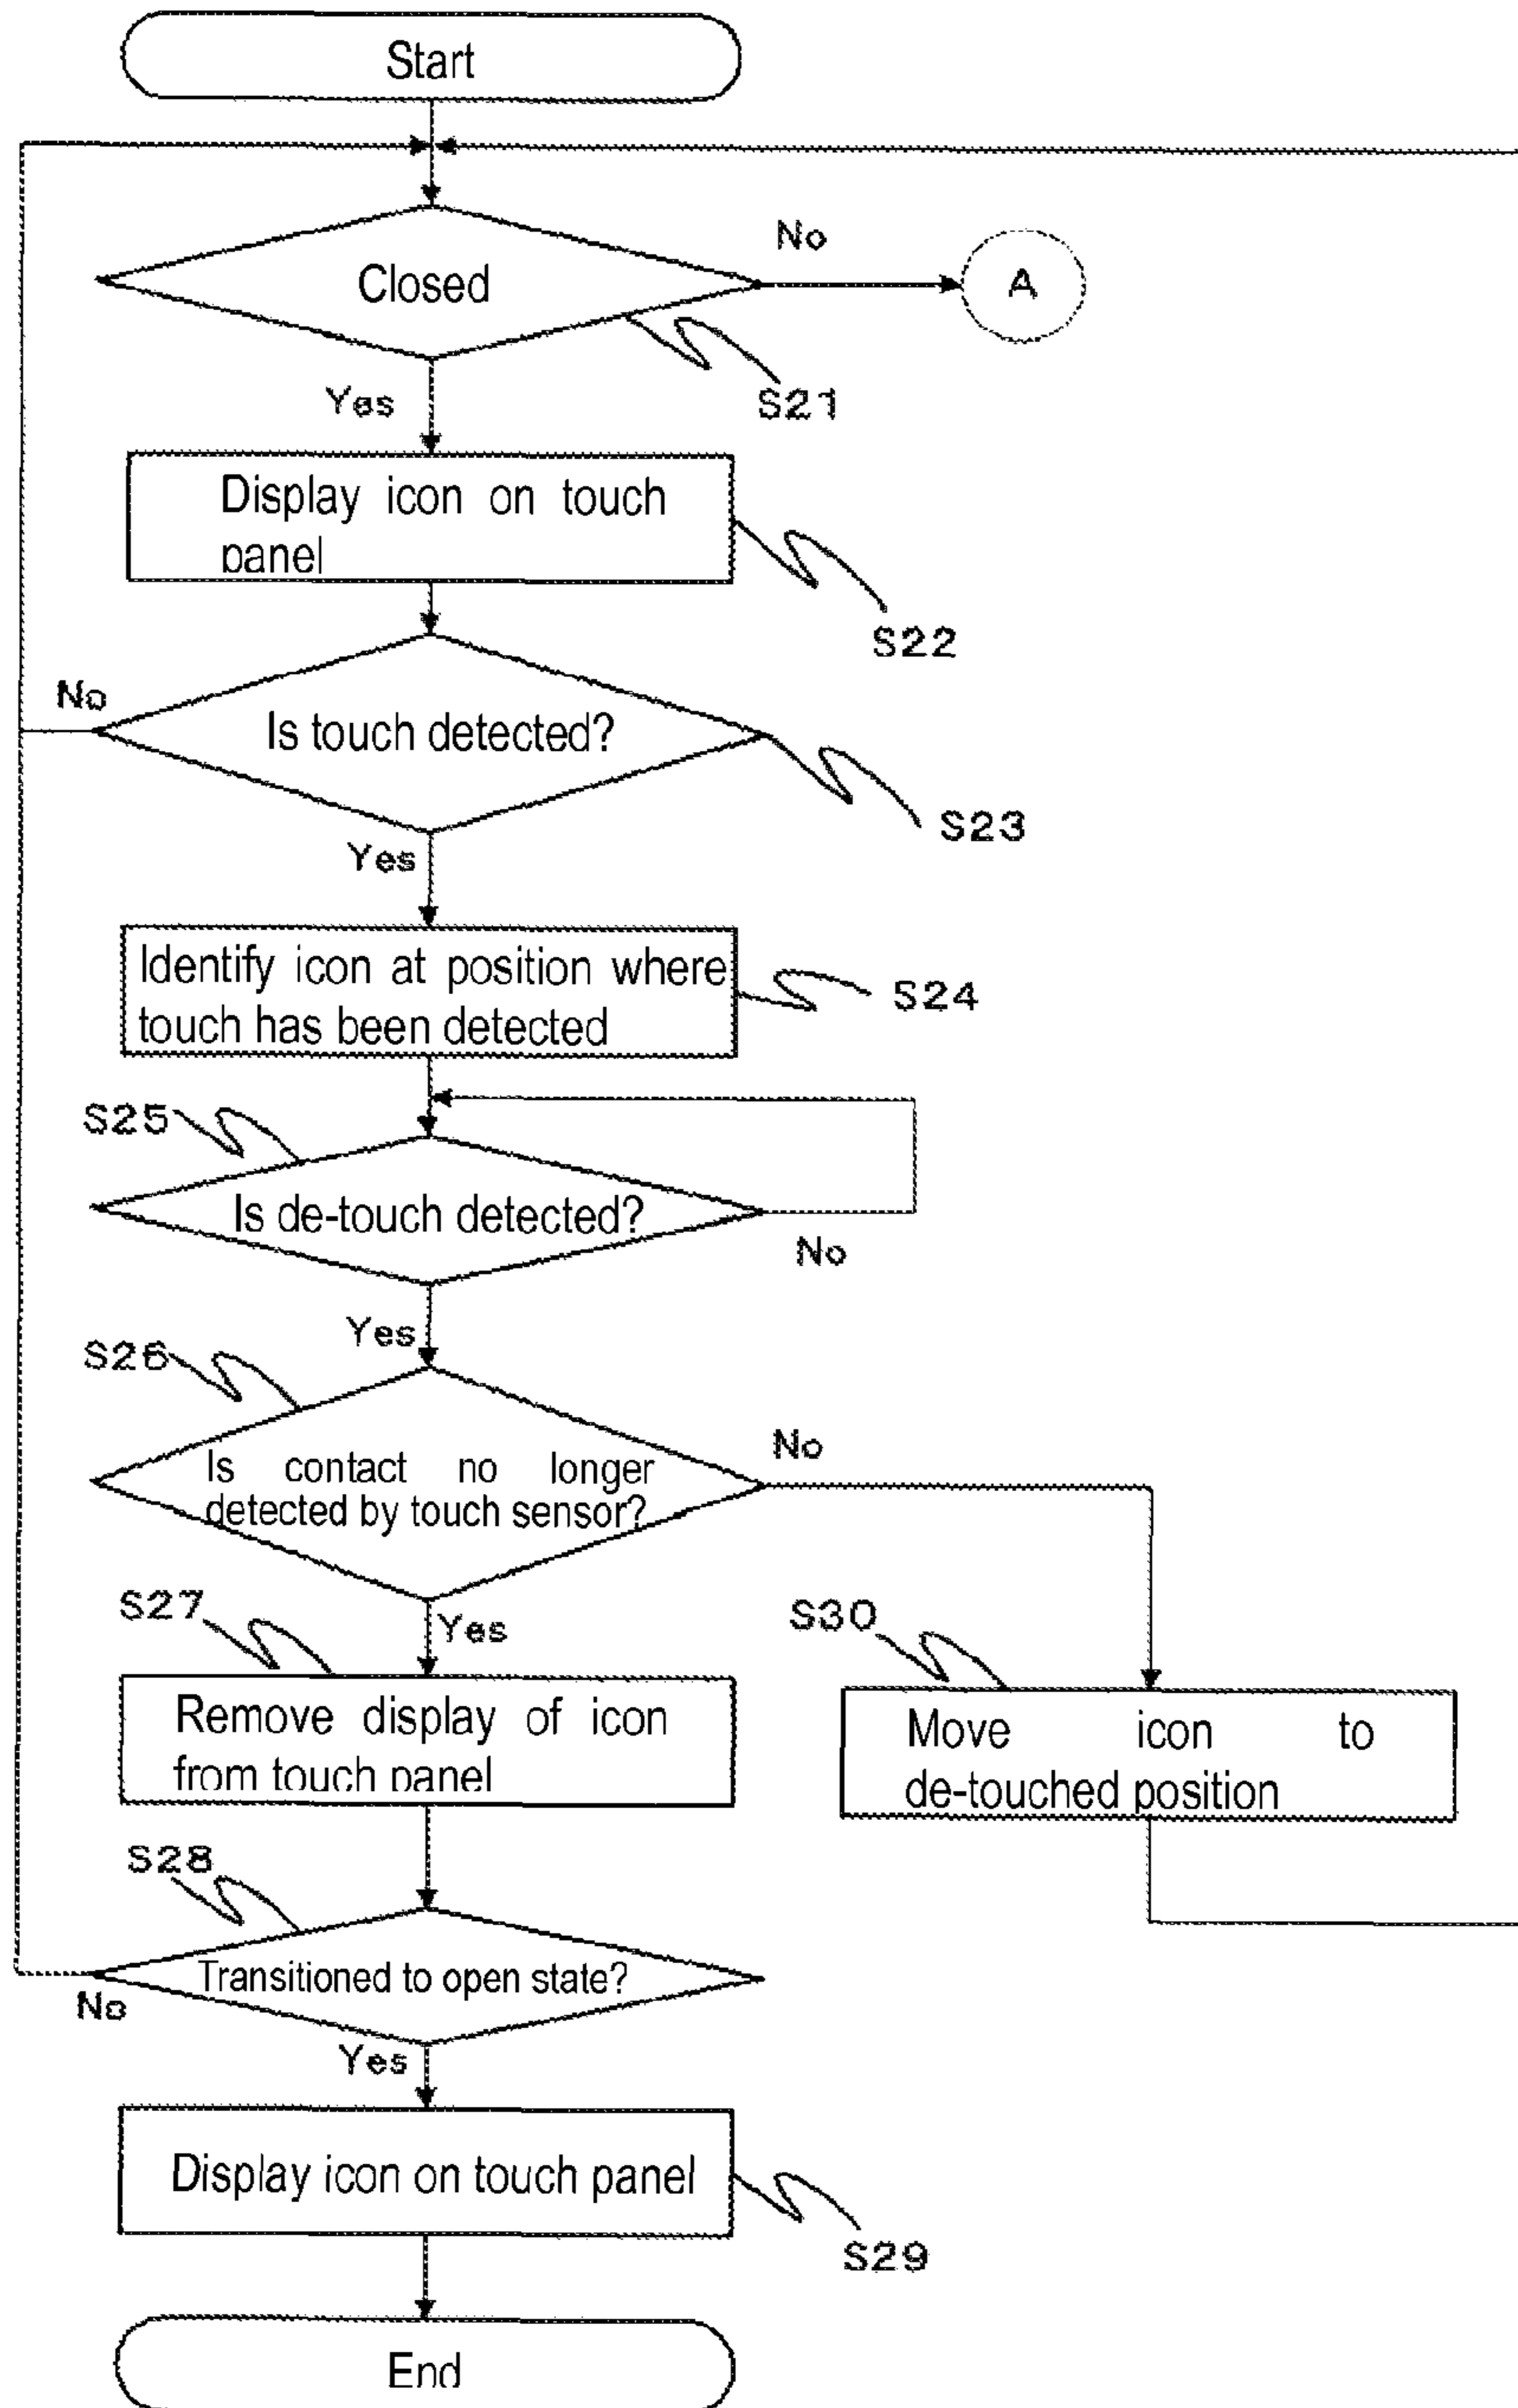 Start
Closed
No
A
S21
Yes
Display icon on touch
panel
S22
No
Is touch detected?
S23
Yes
Identify icon at position where
touch has been detected
S24
S25
Is de-touch detected?
No
Yes
S26
Is contact no longer
detected by touch sensor?
No
S27
Yes
Remove display of icon
from touch panel
S30
Move icon to
de-touched position
S28
Transitioned to open state?
No
Yes
Display icon on touch panel
S29
End